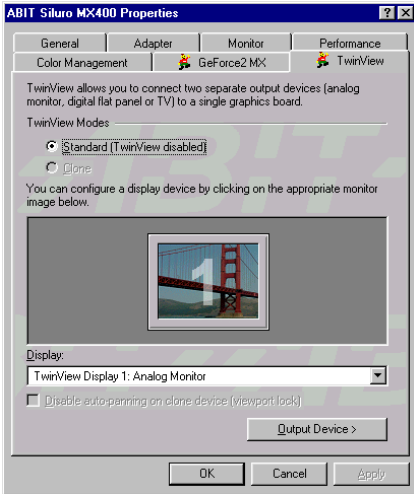 ABIT Siluro MX400 Properties
General
Adapter
Monitor
Performance
Color Management
GeForce2 MX
TwinView
TwinView allows you to connect two separate output devices (analog
monitor, digital flat panel or TV) to a single graphics board.
TwinView Modes
Standard (TwinView disabled)
Clone
You can configure a display device by clicking on the appropriate monitor
image below.
1
Display:
TwinView Display 1: Analog Monitor
Disable auto-panning on clone device (viewport lock)
Output Device >
OK
Cancel
Apply